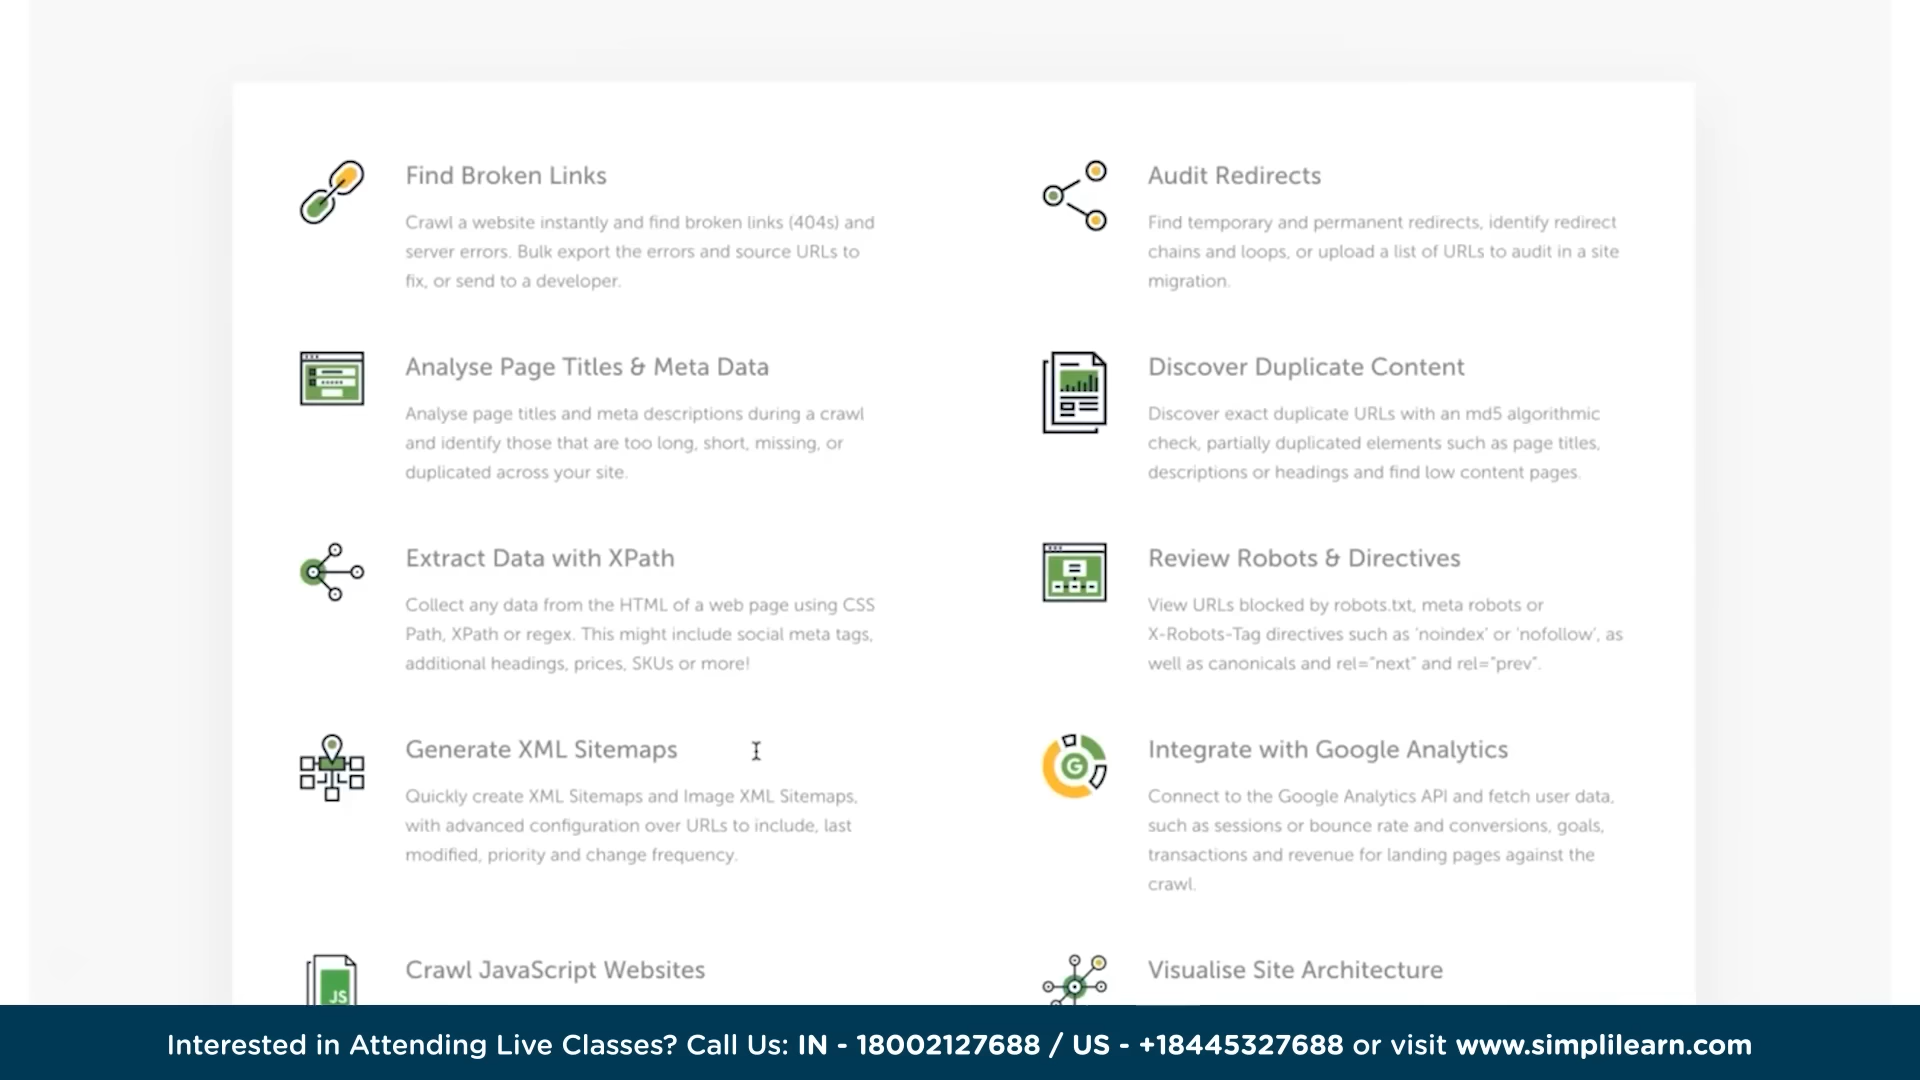 Find Broken Links
Crawl a website instantly and find broken links (404s) and
server errors. Bulk export the errors and source URLs to
fix, or send to a developer.
Audit Redirects
Find temporary and permanent redirects, identify redirect
chains and loops, or upload a list of URLs to audit in a site
migration.
Analyse Page Titles & Meta Data
Analyse page titles and meta descriptions during a crawl
and identify those that are too long, short, missing, or
duplicated across your site.
Discover Duplicate Content
Discover exact duplicate URLs with an md5 algorithmic
check, partially duplicated elements such as page titles,
descriptions or headings and find low content pages.
Extract Data with XPath
Collect any data from the HTML of a web page using CSS
Path, XPath or regex. This might include social meta tags,
additional headings, prices, SKUs or more!
Review Robots & Directives
View URLs blocked by robots.txt, meta robots or
X-Robots-Tag directives such as 'noindex' or 'nofollow', as
well as canonicals and rel="next" and rel="prev".
Generate XML Sitemaps
Quickly create XML Sitemaps and Image XML Sitemaps,
with advanced configuration over URLs to include, last
modified, priority and change frequency.
G
Integrate with Google Analytics
Connect to the Google Analytics API and fetch user data,
such as sessions or bounce rate and conversions, goals,
transactions and revenue for landing pages against the
crawl.
JS
Crawl JavaScript Websites
Visualise Site Architecture
Interested in Attending Live Classes? Call Us: IN - 18002127688 / US - +18445327688 or visit www.simplilearn.com